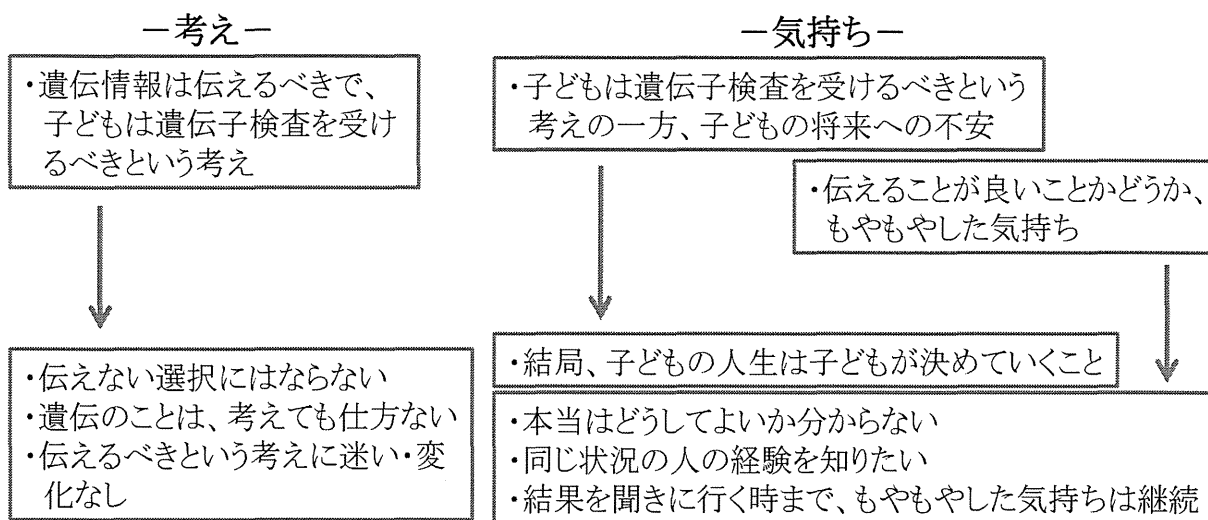 －考え－
・遺伝情報は伝えるべきで、
子どもは遺伝子検査を受け
るべきという考え
・伝えない選択にはならない
・遺伝のことは、考えても仕方ない
・伝えるべきという考えに迷い・変
化なし
－気持ち－
・子どもは遺伝子検査を受けるべきという
考えの一方、子どもの将来への不安
・伝えることが良いことかどうか、
もやもやした気持ち
・結局、子どもの人生は子どもが決めていくこと
・本当はどうしてよいか分からない
・同じ状況の人の経験を知りたい
・結果を聞きに行く時まで、もやもやした気持ちは継続